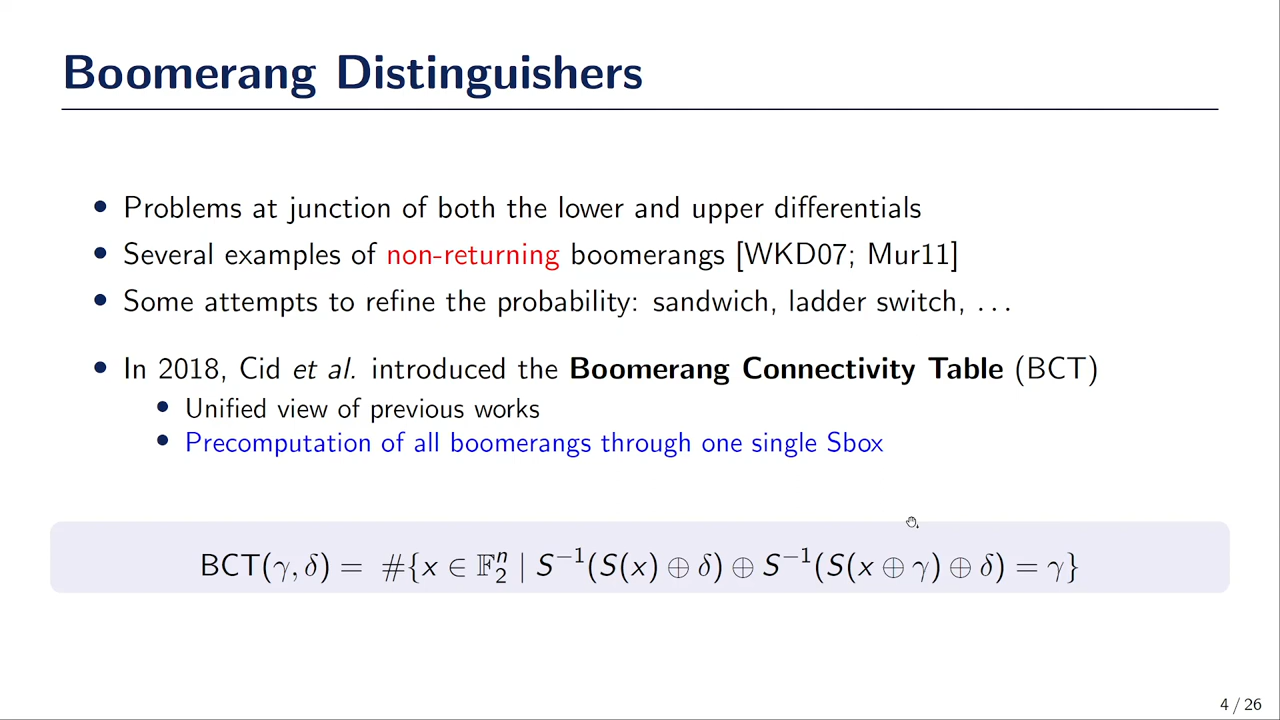 Boomerang Distinguishers
• Problems at junction of both the lower and upper differentials
• Several examples of non-returning boomerangs [WKD07; Mur11]
• Some attempts to refine the probability: sandwich, ladder switch, . . .
• In 2018, Cid et al. introduced the Boomerang Connectivity Table (BCT)
• Unified view of previous works
• Precomputation of all boomerangs through one single Sbox
BCT(γ, δ) = #{x ∈ 𝔽₂ⁿ | S⁻¹(S(x) ⊕ δ) ⊕ S⁻¹(S(x ⊕ γ) ⊕ δ) = γ}
4 / 26